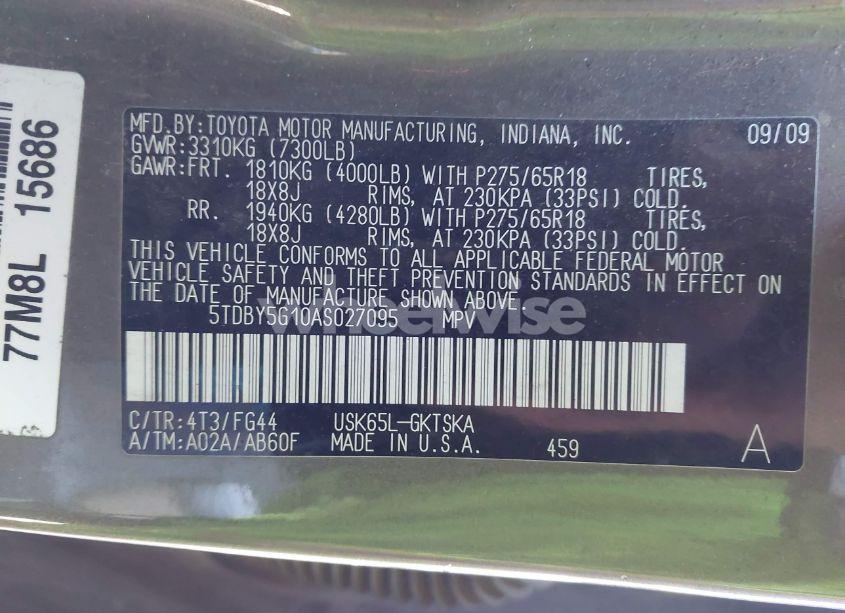 77M8L 15686
MFD.BY:TOYOTA MOTOR MANUFACTURING, INDIANA, INC. 09/09
GVWR:3310KG (7300LB)
GAWR:FRT. 1810KG (4000LB) WITH P275/65R18 TIRES,
18X8J RIMS, AT 230KPA (33PSI) COLD.
RR. 1940KG (4280LB) WITH P275/65R18 TIRES,
18X8J RIMS, AT 230KPA (33PSI) COLD.
THIS VEHICLE CONFORMS TO ALL APPLICABLE FEDERAL MOTOR
VEHICLE SAFETY AND THEFT PREVENTION STANDARDS IN EFFECT ON
THE DATE OF MANUFACTURE SHOWN ABOVE.
5TDBY5G10AS027095 MPV
wheelwise
C/TR:4T3/FG44 USK65L-GKTSKA
A/TM:A02A/AB60F MADE IN U.S.A. 459 A